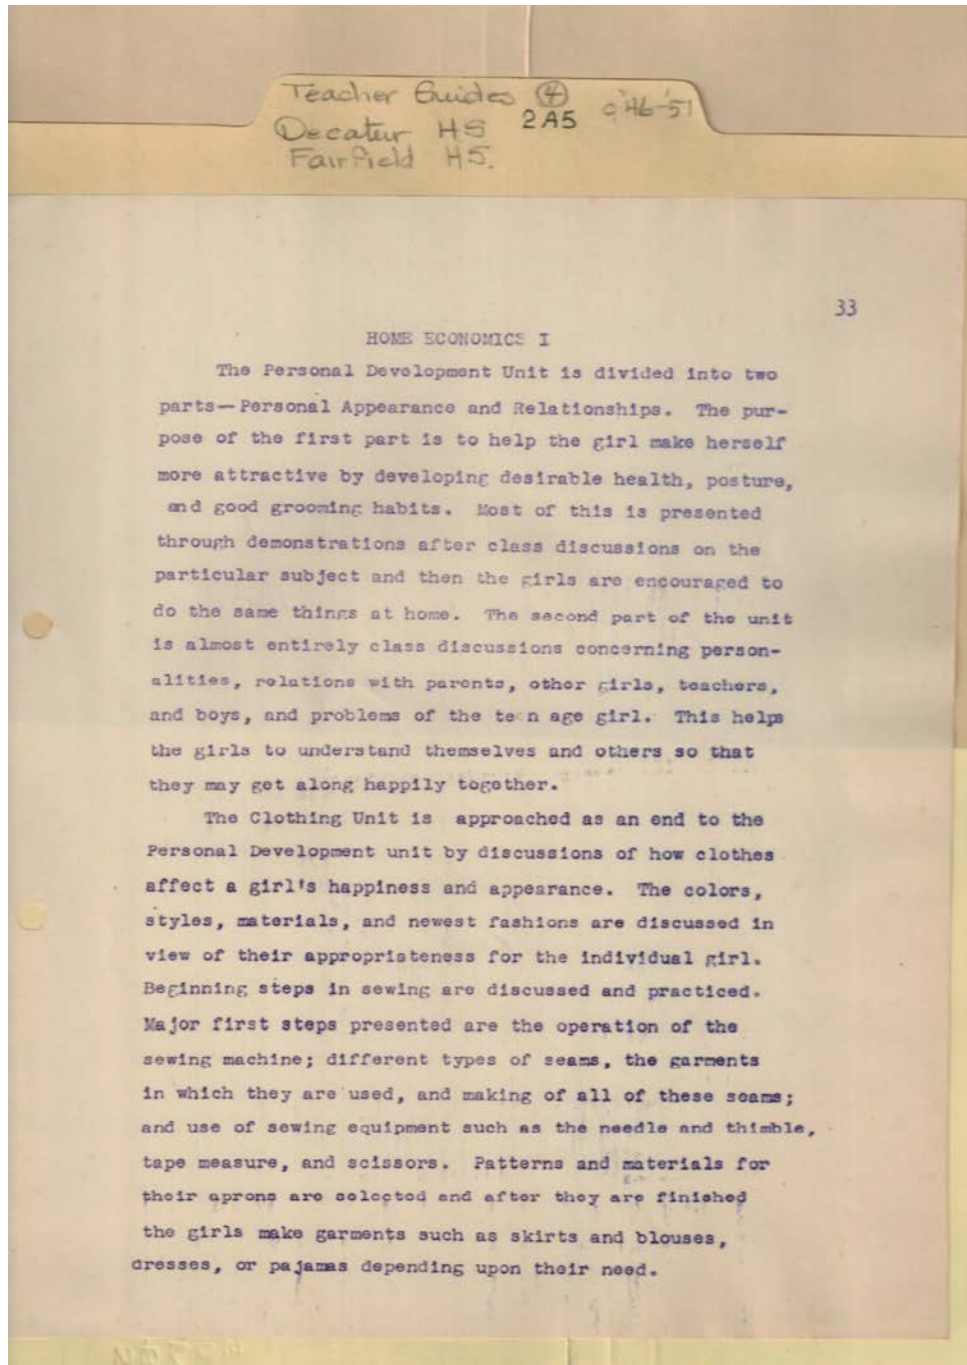 Teacher Guides ④ c'46-'51
Decatur HS 2A5
Fairfield HS.
33
HOME ECONOMICS I
The Personal Development Unit is divided into two
parts—Personal Appearance and Relationships. The pur-
pose of the first part is to help the girl make herself
more attractive by developing desirable health, posture,
and good grooming habits. Most of this is presented
through demonstrations after class discussions on the
particular subject and then the girls are encouraged to
do the same things at home. The second part of the unit
is almost entirely class discussions concerning person-
alities, relations with parents, other girls, teachers,
and boys, and problems of the teen age girl. This helps
the girls to understand themselves and others so that
they may get along happily together.
The Clothing Unit is approached as an end to the
Personal Development unit by discussions of how clothes
affect a girl's happiness and appearance. The colors,
styles, materials, and newest fashions are discussed in
view of their appropriateness for the individual girl.
Beginning steps in sewing are discussed and practiced.
Major first steps presented are the operation of the
sewing machine; different types of seams, the garments
in which they are used, and making of all of these seams;
and use of sewing equipment such as the needle and thimble,
tape measure, and scissors. Patterns and materials for
their aprons are selected and after they are finished
the girls make garments such as skirts and blouses,
dresses, or pajamas depending upon their need.